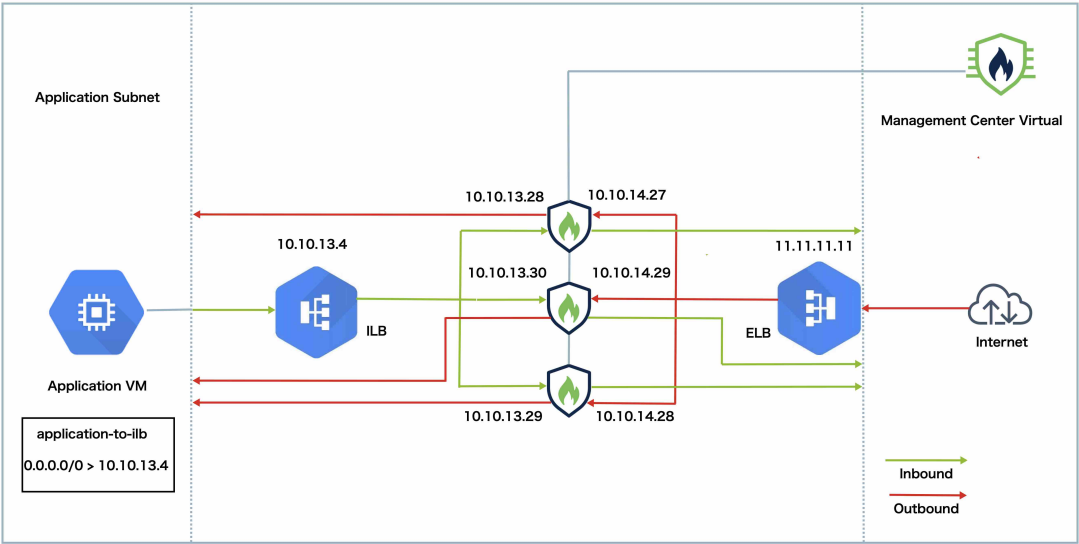 Application Subnet
Management Center Virtual
10.10.13.28
10.10.14.27
10.10.13.4
11.11.11.11
10.10.13.30
10.10.14.29
ILB
ELB
Internet
Application VM
10.10.13.29
10.10.14.28
application-to-ilb
0.0.0.0/0 > 10.10.13.4
Inbound
Outbound